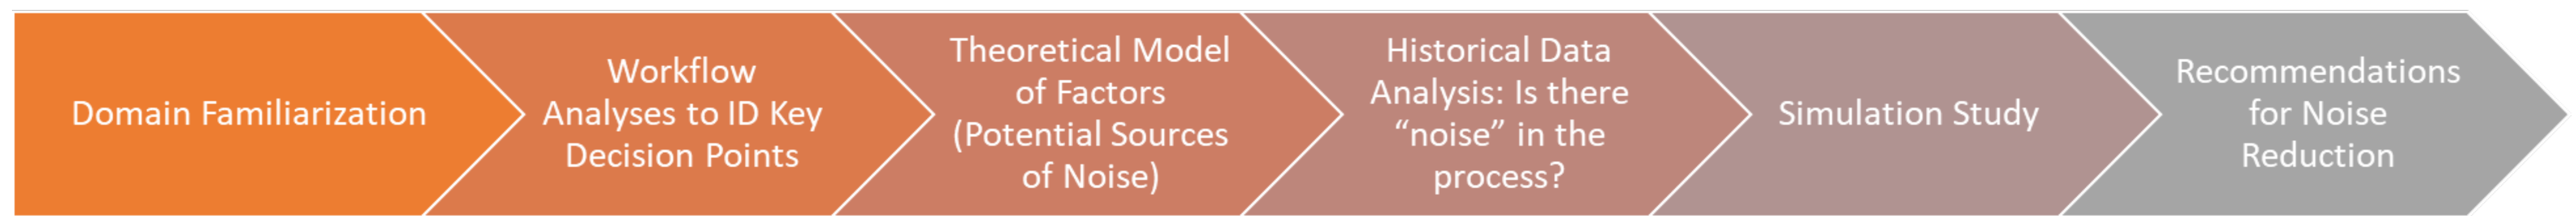 Domain Familiarization
Workflow
Analyses to ID Key
Decision Points
Theoretical Model
of Factors
(Potential Sources
of Noise)
Historical Data
Analysis: Is there
“noise” in the
process?
Simulation Study
Recommendations
for Noise
Reduction